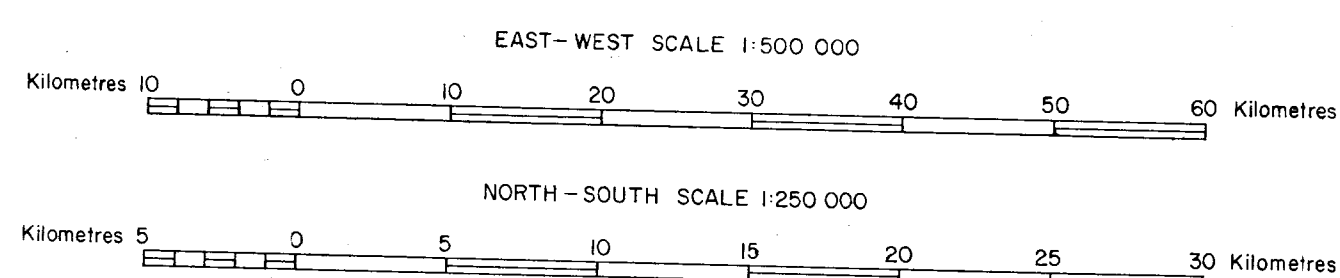 EAST-WEST SCALE 1:500 000
Kilometres 10 0 10 20 30 40 50 60 Kilometres
NORTH-SOUTH SCALE 1:250 000
Kilometres 5 0 5 10 15 20 25 30 Kilometres